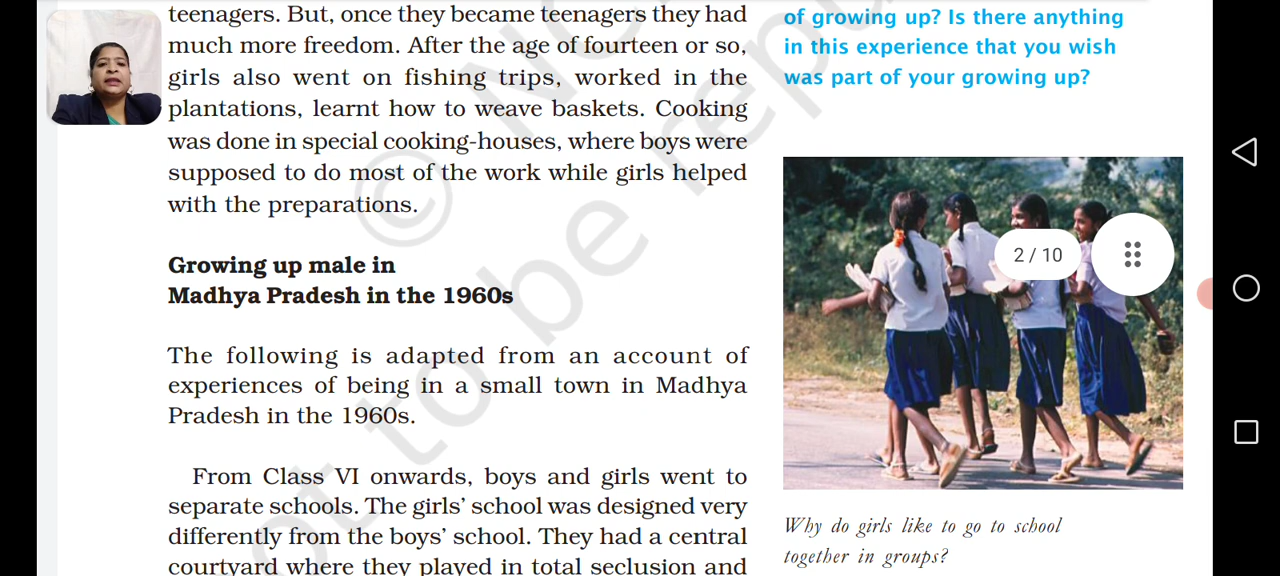 teenagers. But, once they became teenagers they had
much more freedom. After the age of fourteen or so,
girls also went on fishing trips, worked in the
plantations, learnt how to weave baskets. Cooking
was done in special cooking-houses, where boys were
supposed to do most of the work while girls helped
with the preparations.
Growing up male in
Madhya Pradesh in the 1960s
The following is adapted from an account of
experiences of being in a small town in Madhya
Pradesh in the 1960s.
From Class VI onwards, boys and girls went to
separate schools. The girls' school was designed very
differently from the boys' school. They had a central
courtyard where they played in total seclusion and
of growing up? Is there anything
in this experience that you wish
was part of your growing up?
2 / 10
Why do girls like to go to school
together in groups?
© NC
not to be repu